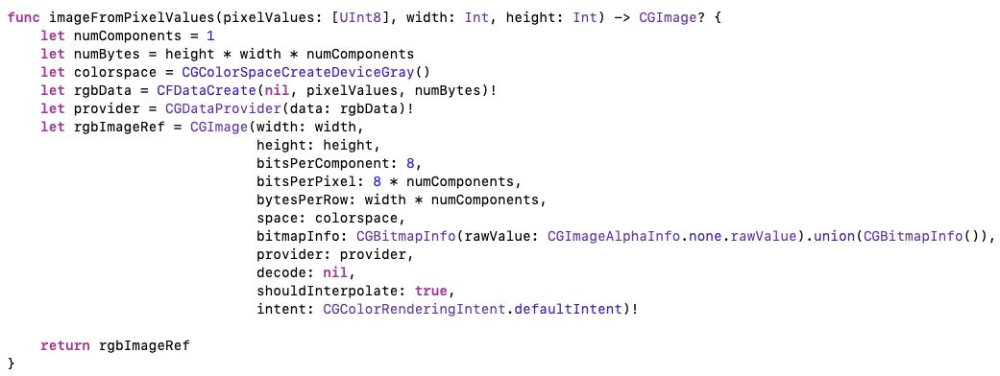 func imageFromPixelValues(pixelValues: [UInt8], width: Int, height: Int) -> CGImage? {
    let numComponents = 1
    let numBytes = height * width * numComponents
    let colorspace = CGColorSpaceCreateDeviceGray()
    let rgbData = CFDataCreate(nil, pixelValues, numBytes)!
    let provider = CGDataProvider(data: rgbData)!
    let rgbImageRef = CGImage(width: width,
                              height: height,
                              bitsPerComponent: 8,
                              bitsPerPixel: 8 * numComponents,
                              bytesPerRow: width * numComponents,
                              space: colorspace,
                              bitmapInfo: CGBitmapInfo(rawValue: CGImageAlphaInfo.none.rawValue).union(CGBitmapInfo()),
                              provider: provider,
                              decode: nil,
                              shouldInterpolate: true,
                              intent: CGColorRenderingIntent.defaultIntent)!

    return rgbImageRef
}